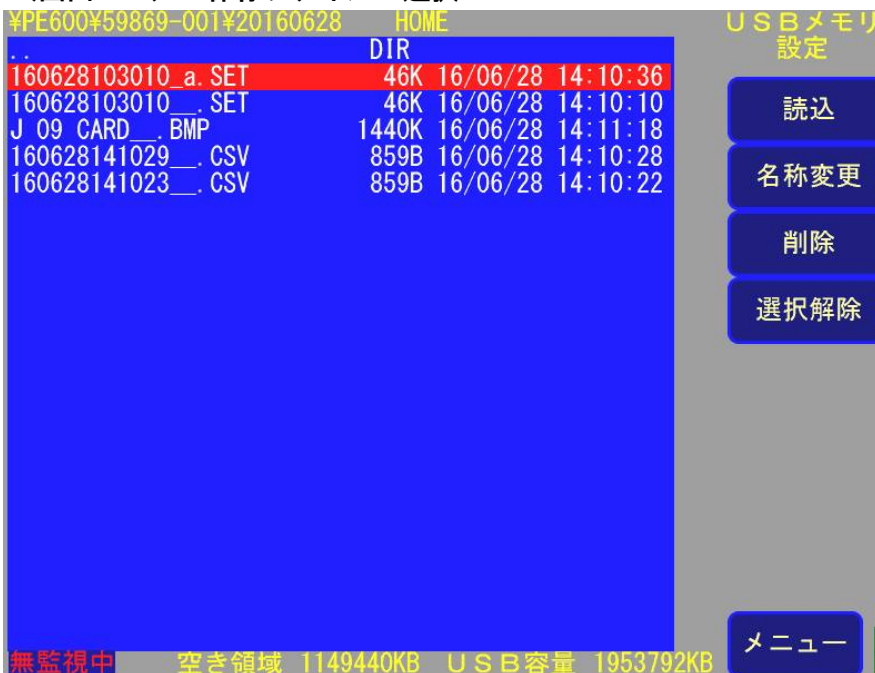 ¥PE600¥59869-001¥20160628 HOME
.. DIR
160628103010_a.SET 46K 16/06/28 14:10:36
160628103010__.SET 46K 16/06/28 14:10:10
J 09 CARD__.BMP 1440K 16/06/28 14:11:18
160628141029__.CSV 859B 16/06/28 14:10:28
160628141023__.CSV 859B 16/06/28 14:10:22
無監視中 空き領域 1149440KB USB容量 1953792KB
USBメモリ
設定
読込
名称変更
削除
選択解除
メニュー